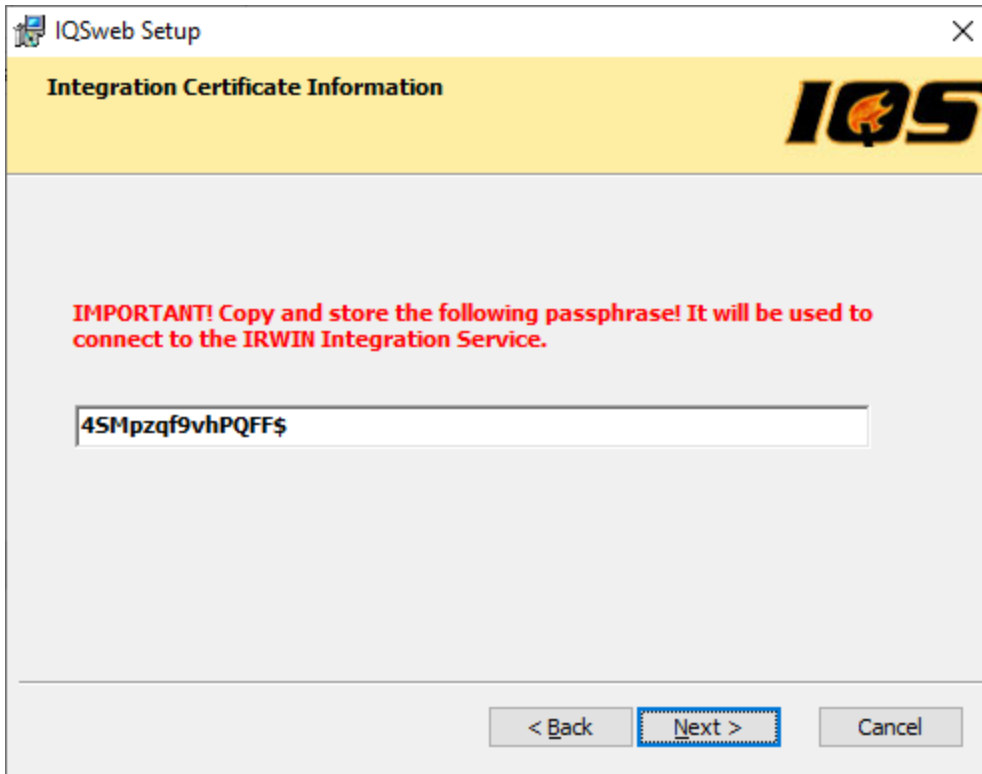 IQSweb Setup
Integration Certificate Information
IQS
IMPORTANT! Copy and store the following passphrase! It will be used to
connect to the IRWIN Integration Service.
4SMpzqf9vhPQFF$
< Back
Next >
Cancel